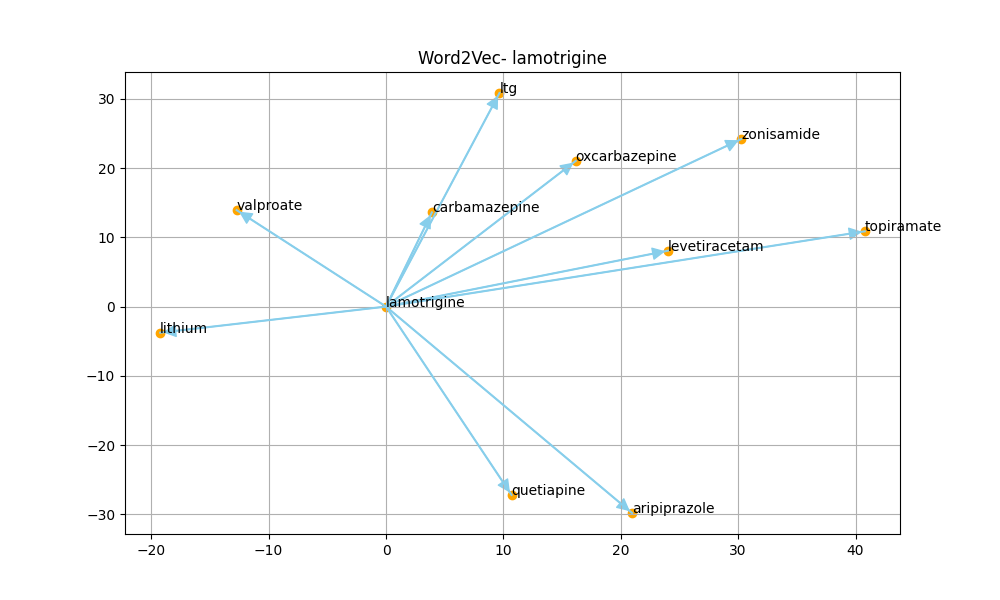 Word2Vec- lamotrigine
ltg
zonisamide
oxcarbazepine
valproate
carbamazepine
topiramate
levetiracetam
lamotrigine
lithium
quetiapine
aripiprazole
30
20
10
0
−10
−20
−30
−20 −10 0 10 20 30 40